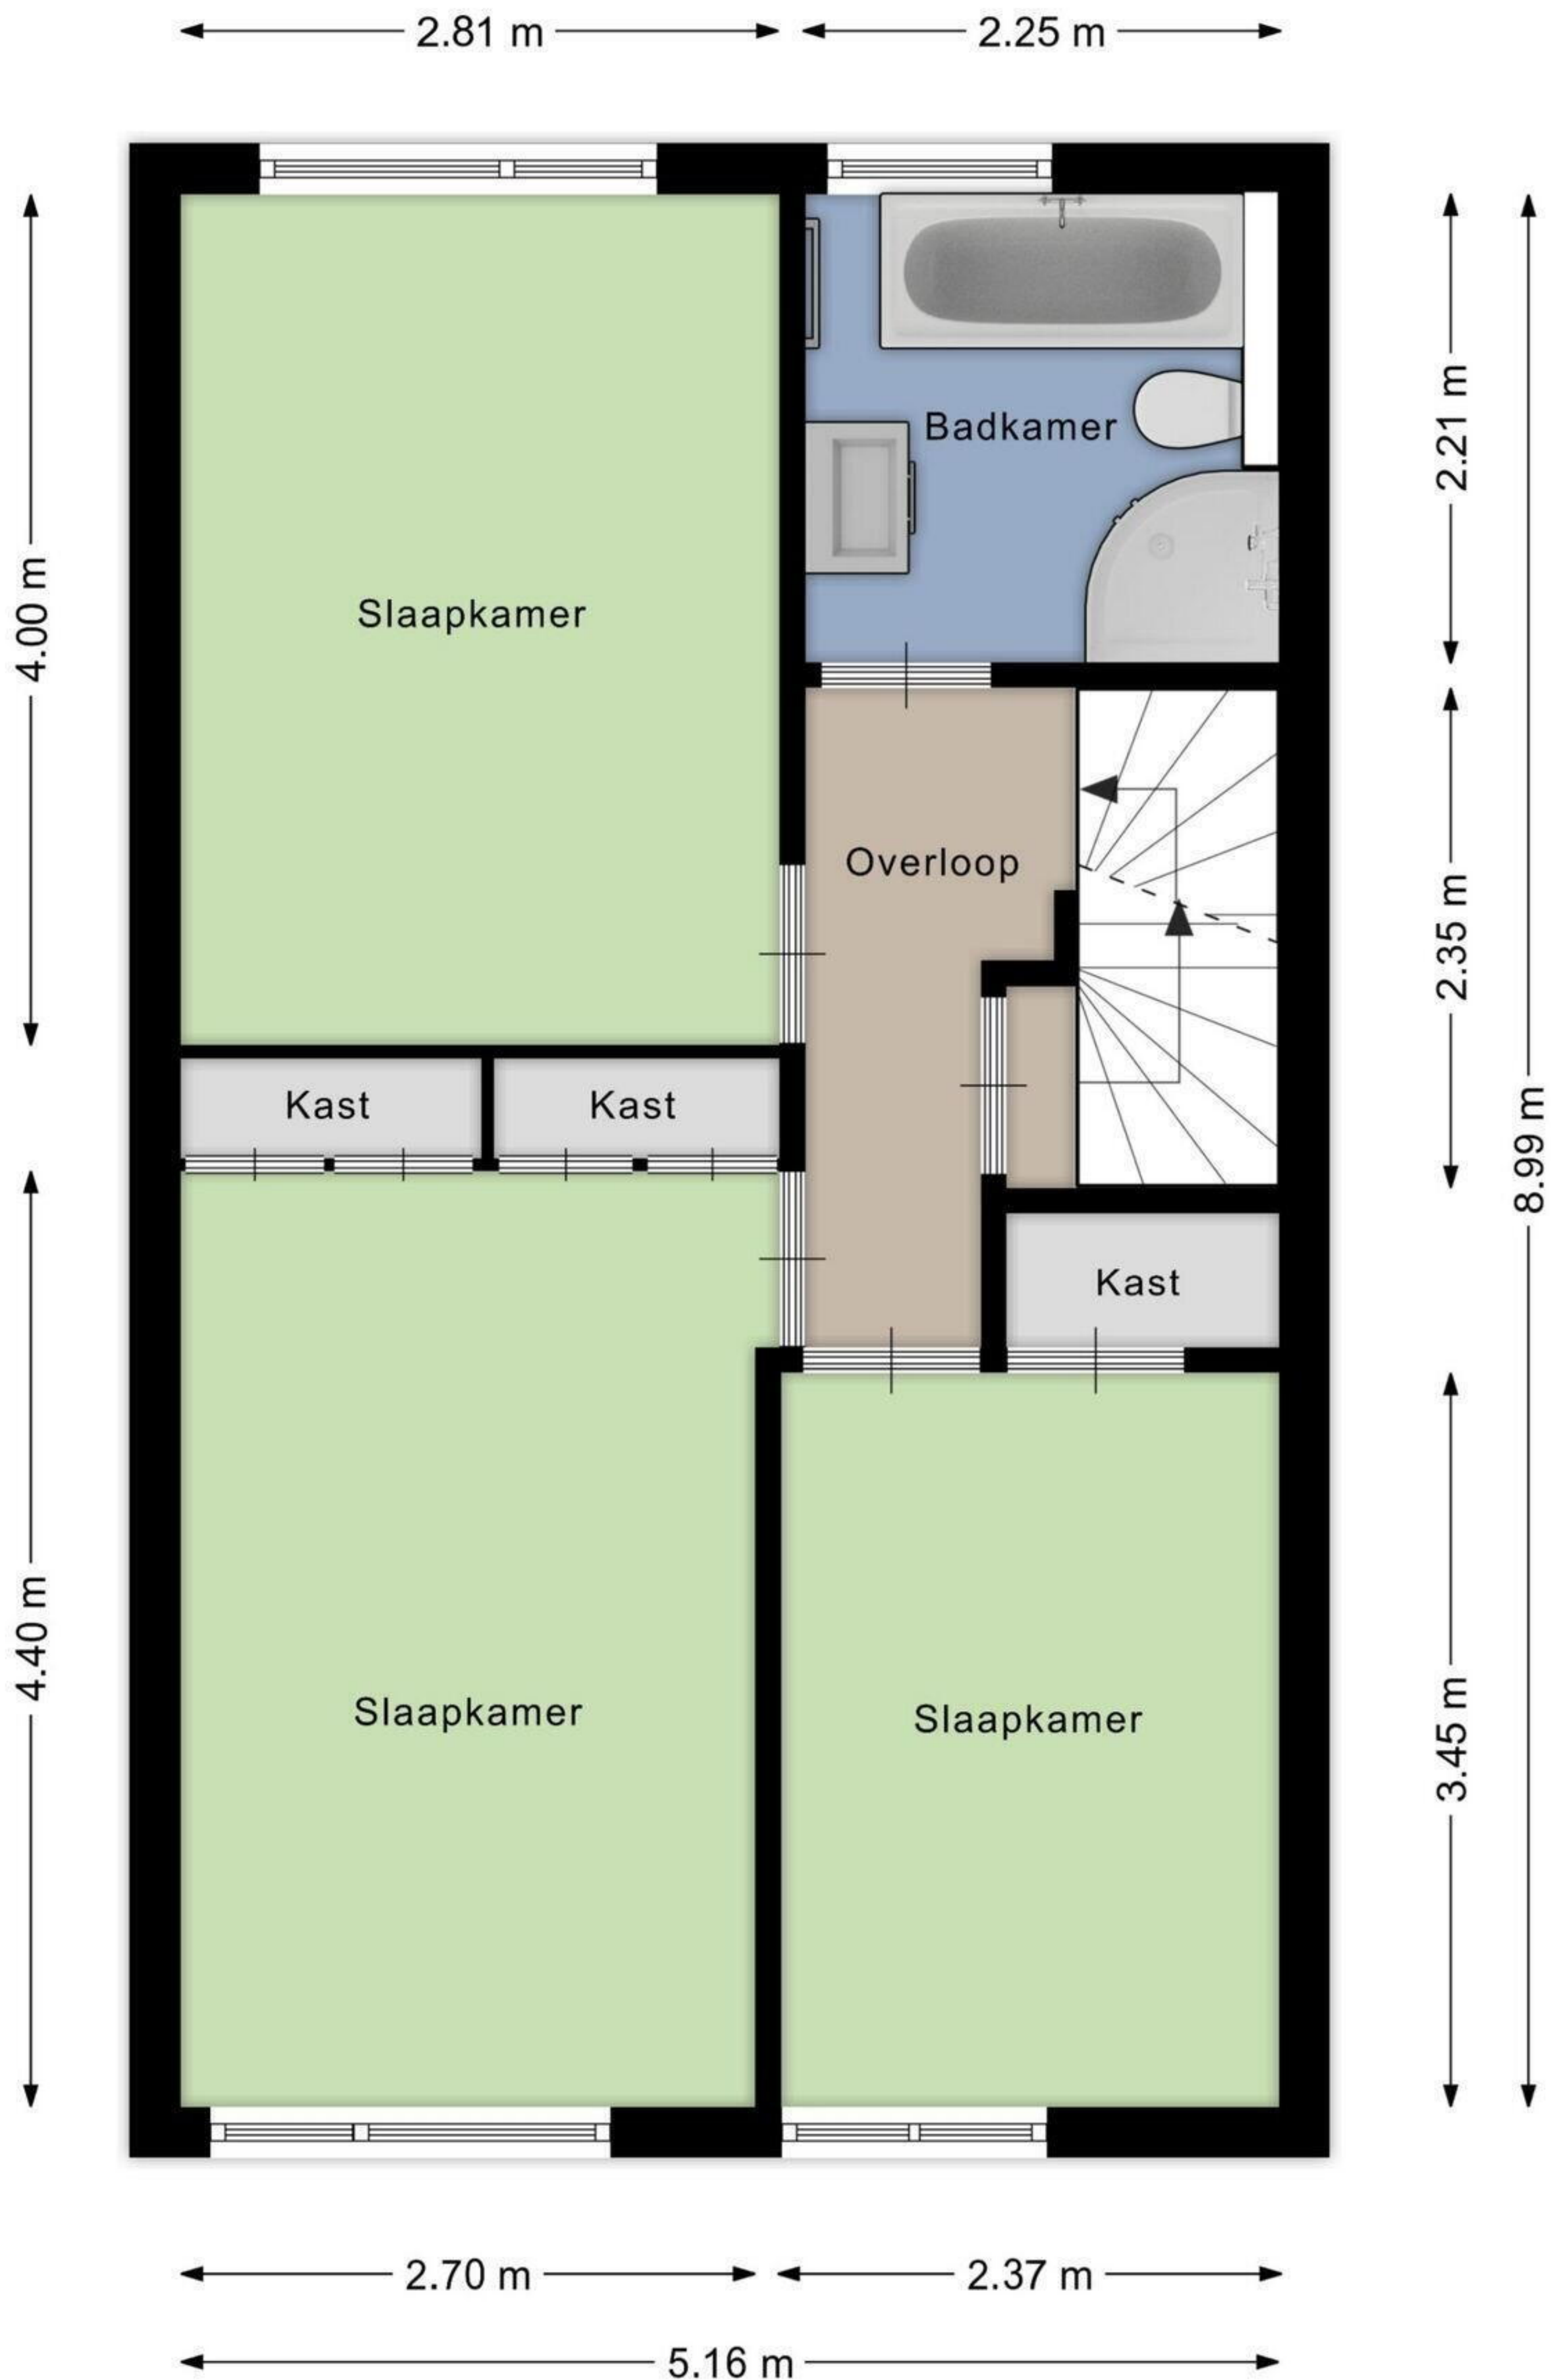 2.81 m
2.25 m
4.00 m
2.21 m
Badkamer
Slaapkamer
Overloop
2.35 m
Kast
Kast
8.99 m
Kast
4.40 m
Slaapkamer
Slaapkamer
3.45 m
2.70 m
2.37 m
5.16 m